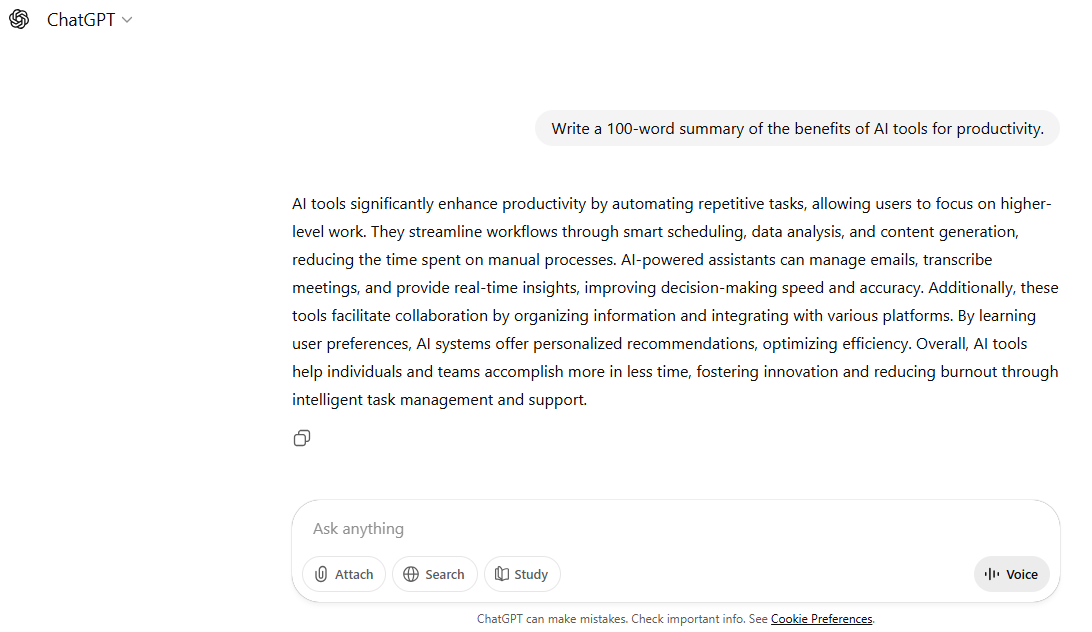 ChatGPT
Write a 100-word summary of the benefits of AI tools for productivity.
AI tools significantly enhance productivity by automating repetitive tasks, allowing users to focus on higher-
level work. They streamline workflows through smart scheduling, data analysis, and content generation,
reducing the time spent on manual processes. AI-powered assistants can manage emails, transcribe
meetings, and provide real-time insights, improving decision-making speed and accuracy. Additionally, these
tools facilitate collaboration by organizing information and integrating with various platforms. By learning
user preferences, AI systems offer personalized recommendations, optimizing efficiency. Overall, AI tools
help individuals and teams accomplish more in less time, fostering innovation and reducing burnout through
intelligent task management and support.
Ask anything
Attach Search Study Voice
ChatGPT can make mistakes. Check important info. See Cookie Preferences.